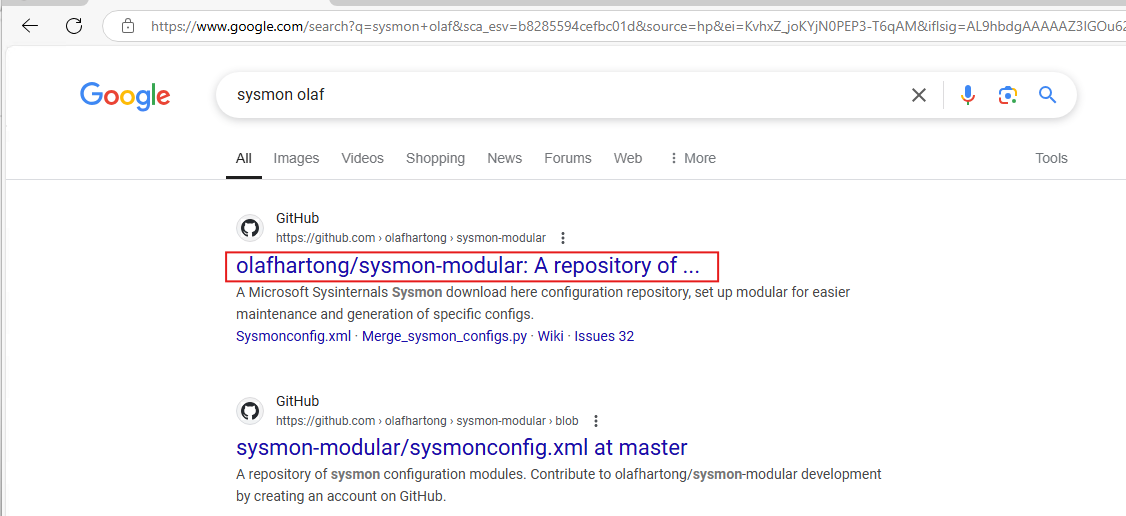 https://www.google.com/search?q=sysmon+olaf&sca_esv=b8285594cefbc01d&source=hp&ei=KvhxZ_joKYjN0PEP3-T6qAM&iflsig=AL9hbdgAAAAAZ3IGOu6
Google
sysmon olaf
All Images Videos Shopping News Forums Web More Tools
GitHub
https://github.com › olafhartong › sysmon-modular
olafhartong/sysmon-modular: A repository of ...
A Microsoft Sysinternals Sysmon download here configuration repository, set up modular for easier
maintenance and generation of specific configs.
Sysmonconfig.xml · Merge_sysmon_configs.py · Wiki · Issues 32
GitHub
https://github.com › olafhartong › sysmon-modular › blob
sysmon-modular/sysmonconfig.xml at master
A repository of sysmon configuration modules. Contribute to olafhartong/sysmon-modular development
by creating an account on GitHub.